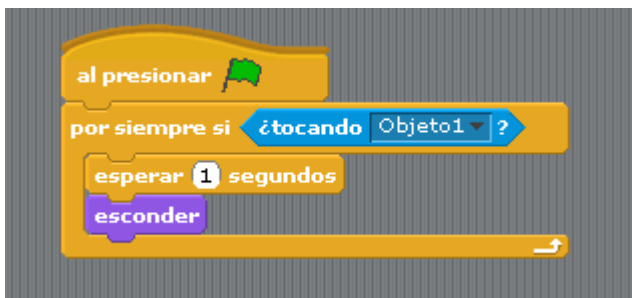 al presionar
por siempre si ¿tocando Objeto1 ?
esperar 1 segundos
esconder